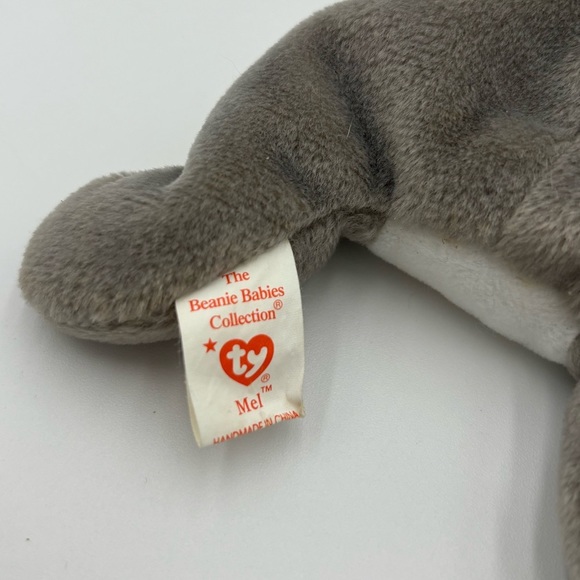 The
Beanie Babies
Collection®
ty®
Mel™
HANDMADE IN CHINA